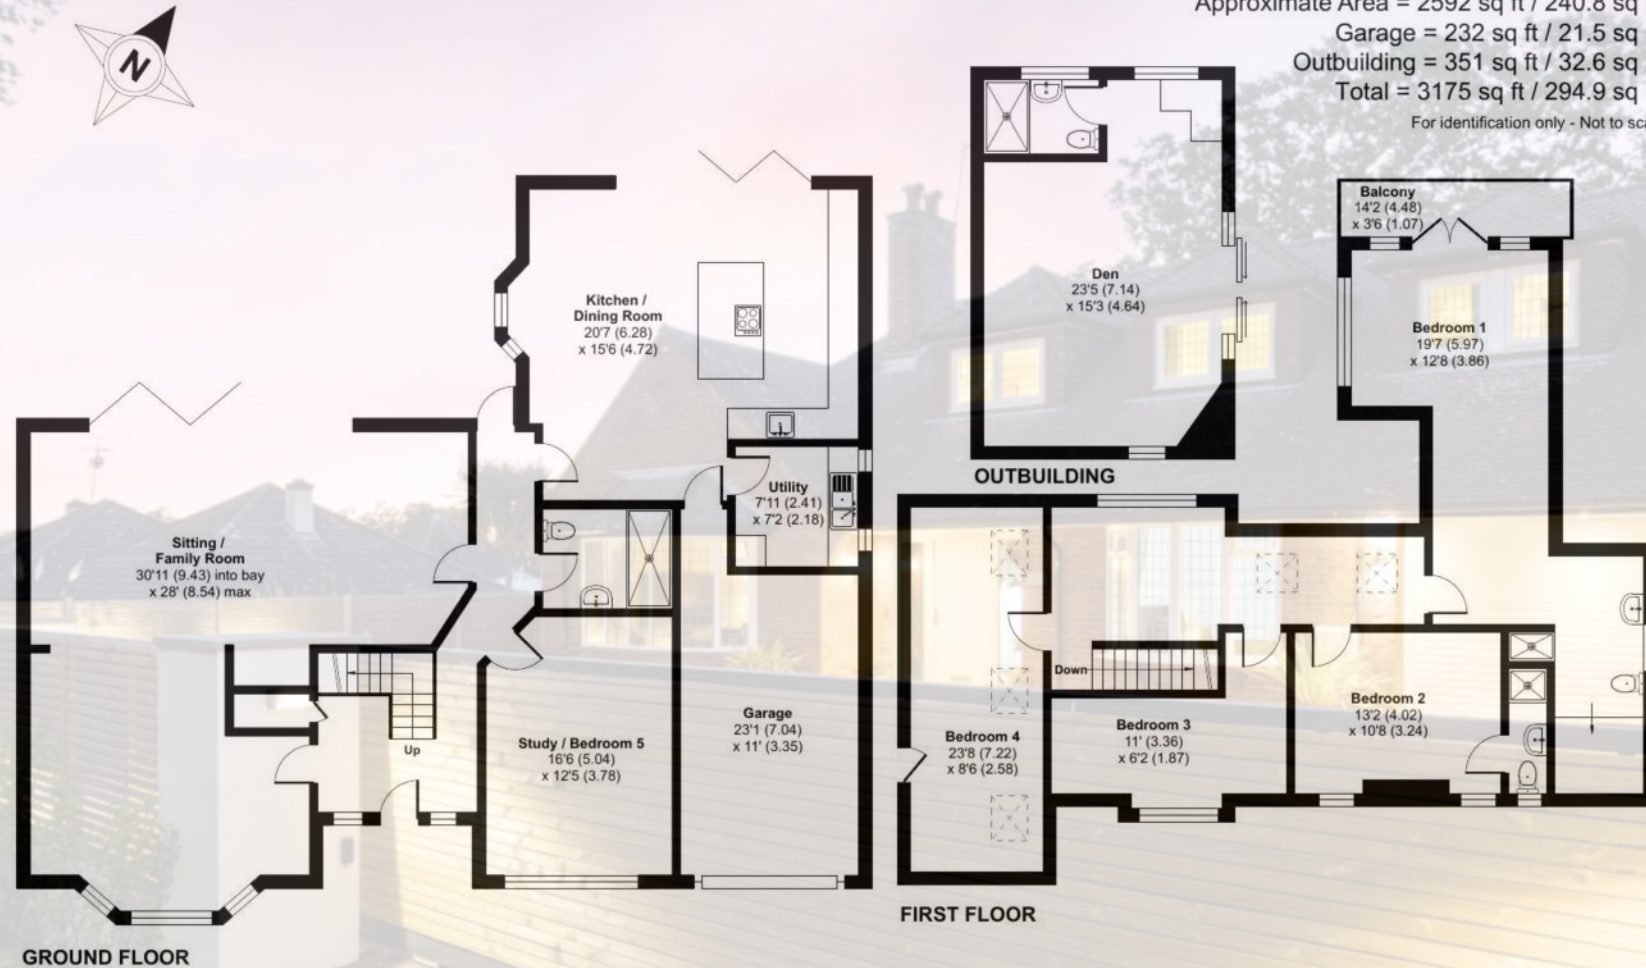 Approximate Area = 2592 sq ft / 240.8 sq
Garage = 232 sq ft / 21.5 sq
Outbuilding = 351 sq ft / 32.6 sq
Total = 3175 sq ft / 294.9 sq
For identification only - Not to
N
Balcony
14'2 (4.48)
x 3'6 (1.07)
Den
23'5 (7.14)
x 15'3 (4.64)
Kitchen /
Dining Room
20'7 (6.28)
x 15'6 (4.72)
Bedroom 1
19'7 (5.97)
x 12'8 (3.86)
OUTBUILDING
Utility
7'11 (2.41)
x 7'2 (2.18)
Sitting /
Family Room
30'11 (9.43) into bay
x 28' (8.54) max
Down
Up
Study / Bedroom 5
16'6 (5.04)
x 12'5 (3.78)
Garage
23'1 (7.04)
x 11' (3.35)
Bedroom 4
23'8 (7.22)
x 8'6 (2.58)
Bedroom 3
11' (3.36)
x 6'2 (1.87)
Bedroom 2
13'2 (4.02)
x 10'8 (3.24)
FIRST FLOOR
GROUND FLOOR